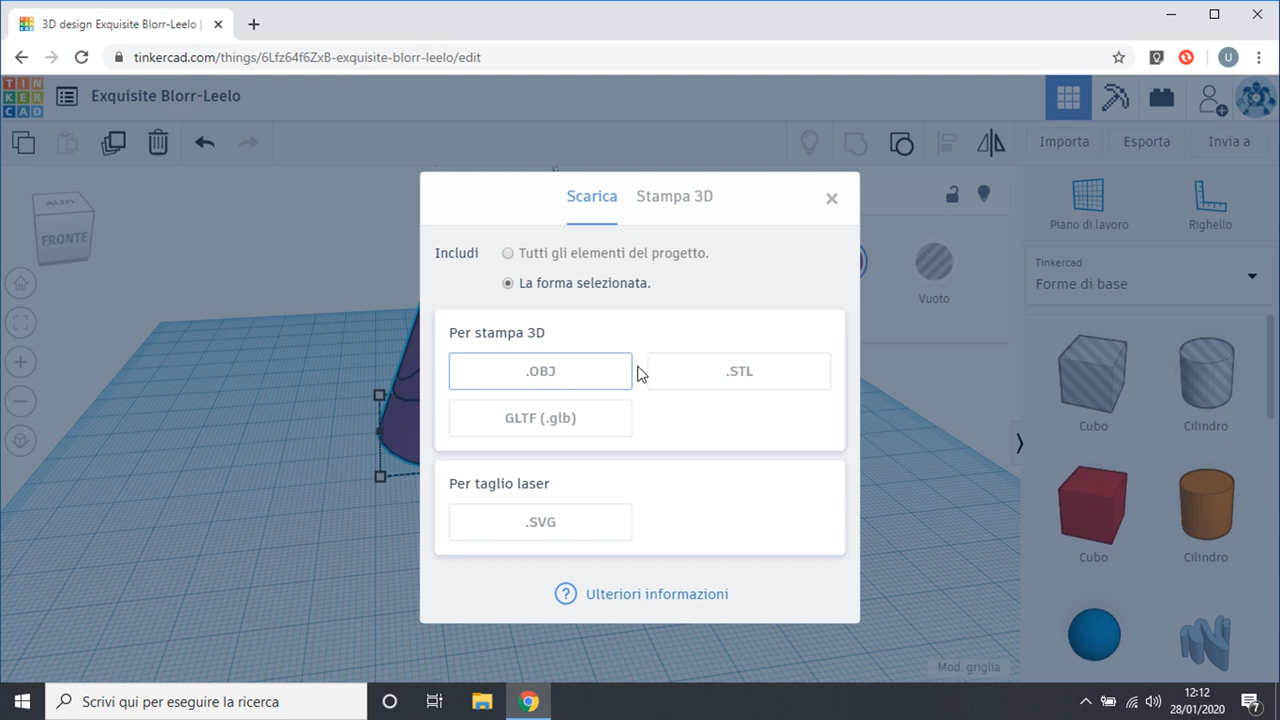 3D design Exquisite Blorr-Leelo |
tinkercad.com/things/6Lfz64f6ZxB-exquisite-blorr-leelo/edit
U
TIN
KER
CAD
Exquisite Blorr-Leelo
Importa
Esporta
Invia a
ALTO
FRONTE
Scarica
Stampa 3D
Includi
Tutti gli elementi del progetto.
La forma selezionata.
Per stampa 3D
.OBJ
.STL
GLTF (.glb)
Per taglio laser
.SVG
? Ulteriori informazioni
Vuoto
Piano di lavoro
Righello
Tinkercad
Forme di base
Cubo
Cilindro
Cubo
Cilindro
Mod. griglia
Scrivi qui per eseguire la ricerca
12:12
28/01/2020
7